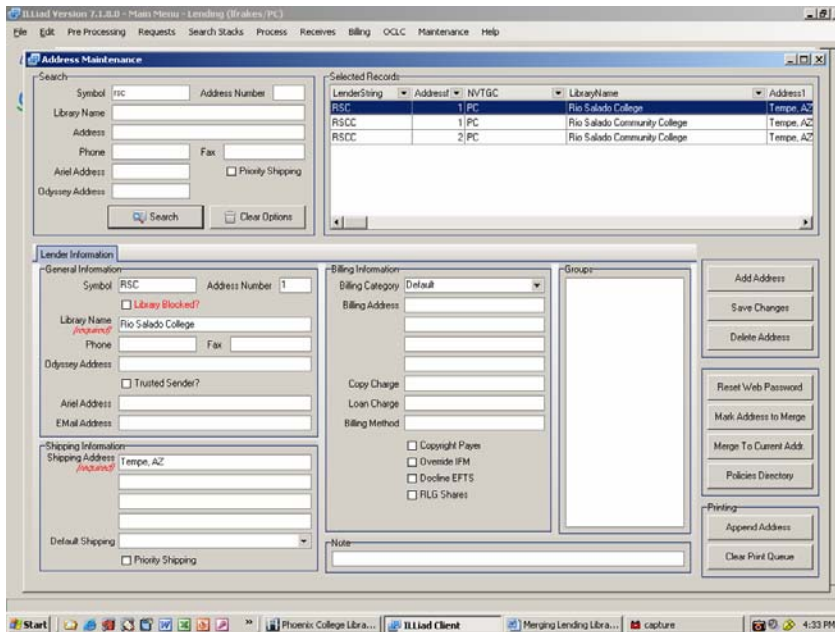 ILLiad Version 7.1.8.0 - Main Menu - Lending (lfrakes/PC)
File Edit Pre Processing Requests Search Stacks Process Receives Billing OCLC Maintenance Help
Address Maintenance
Search
Symbol rsc Address Number
Library Name
Address
Phone Fax
Ariel Address Priority Shipping
Odyssey Address
Search Clear Options
Selected Records
LenderString Address# NVTGC LibraryName Address1
RSC 1 PC Rio Salado College Tempe, AZ
RSCC 1 PC Rio Salado Community College Tempe, AZ
RSCC 2 PC Rio Salado Community College Tempe, AZ
Lender Information
General Information
Symbol RSC Address Number 1
Library Blocked?
Library Name Rio Salado College
(required)
Phone Fax
Odyssey Address
Trusted Sender?
Ariel Address
EMail Address
Shipping Information
Shipping Address Tempe, AZ
(required)
Default Shipping
Priority Shipping
Billing Information
Billing Category Default
Billing Address
Copy Charge
Loan Charge
Billing Method
Copyright Payer
Override IFM
Docline EFTS
RLG Shares
Note
Groups
Add Address
Save Changes
Delete Address
Reset Web Password
Mark Address to Merge
Merge To Current Addr.
Policies Directory
Printing
Append Address
Clear Print Queue
Start » Phoenix College Libra... ILLiad Client Merging Lending Libra... capture 4:33 PM